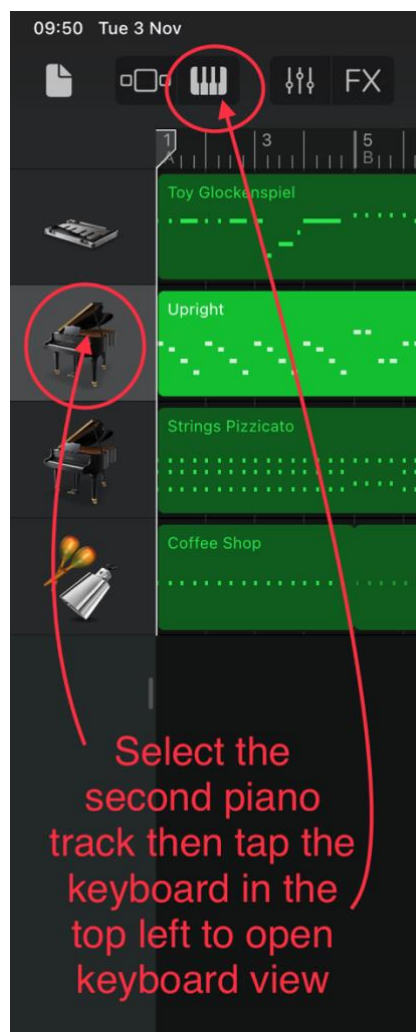 09:50 Tue 3 Nov
FX
1 3 5
A B
Toy Glockenspiel
Upright
Strings Pizzicato
Coffee Shop
Select the
second piano
track then tap the
keyboard in the
top left to open
keyboard view